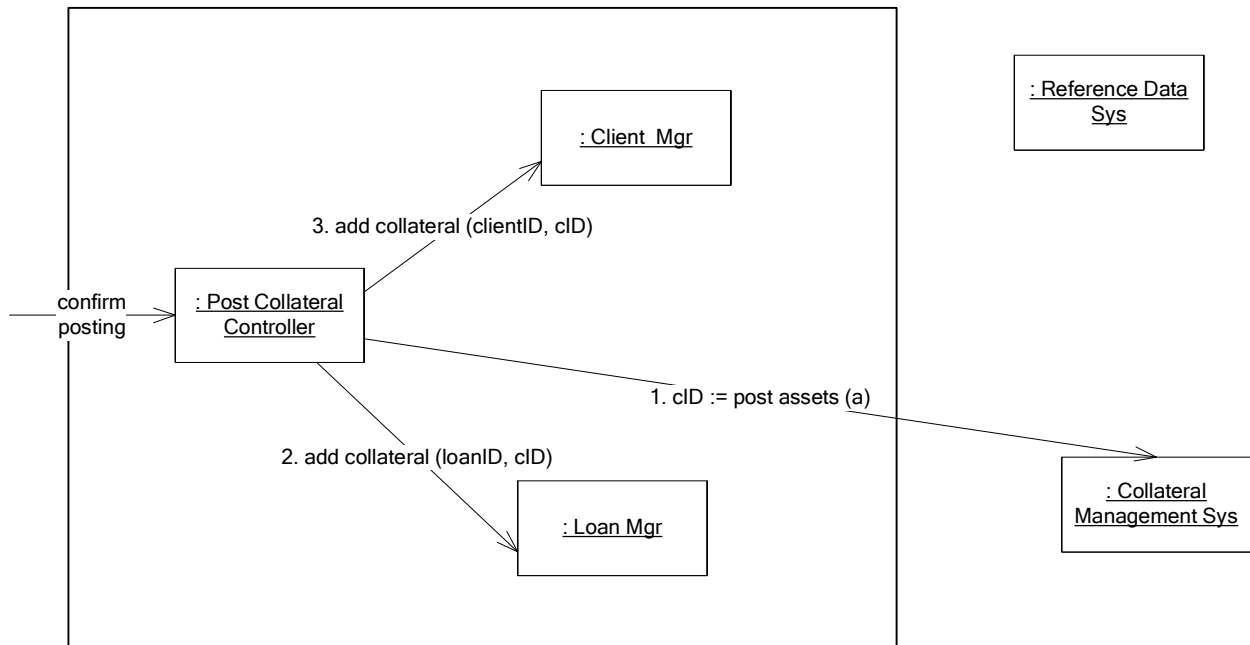 : Reference Data
Sys
: Client  Mgr
3. add collateral (clientID, cID)
confirm
posting
: Post Collateral
Controller
1. cID := post assets (a)
2. add collateral (loanID, cID)
: Loan Mgr
: Collateral
Management Sys